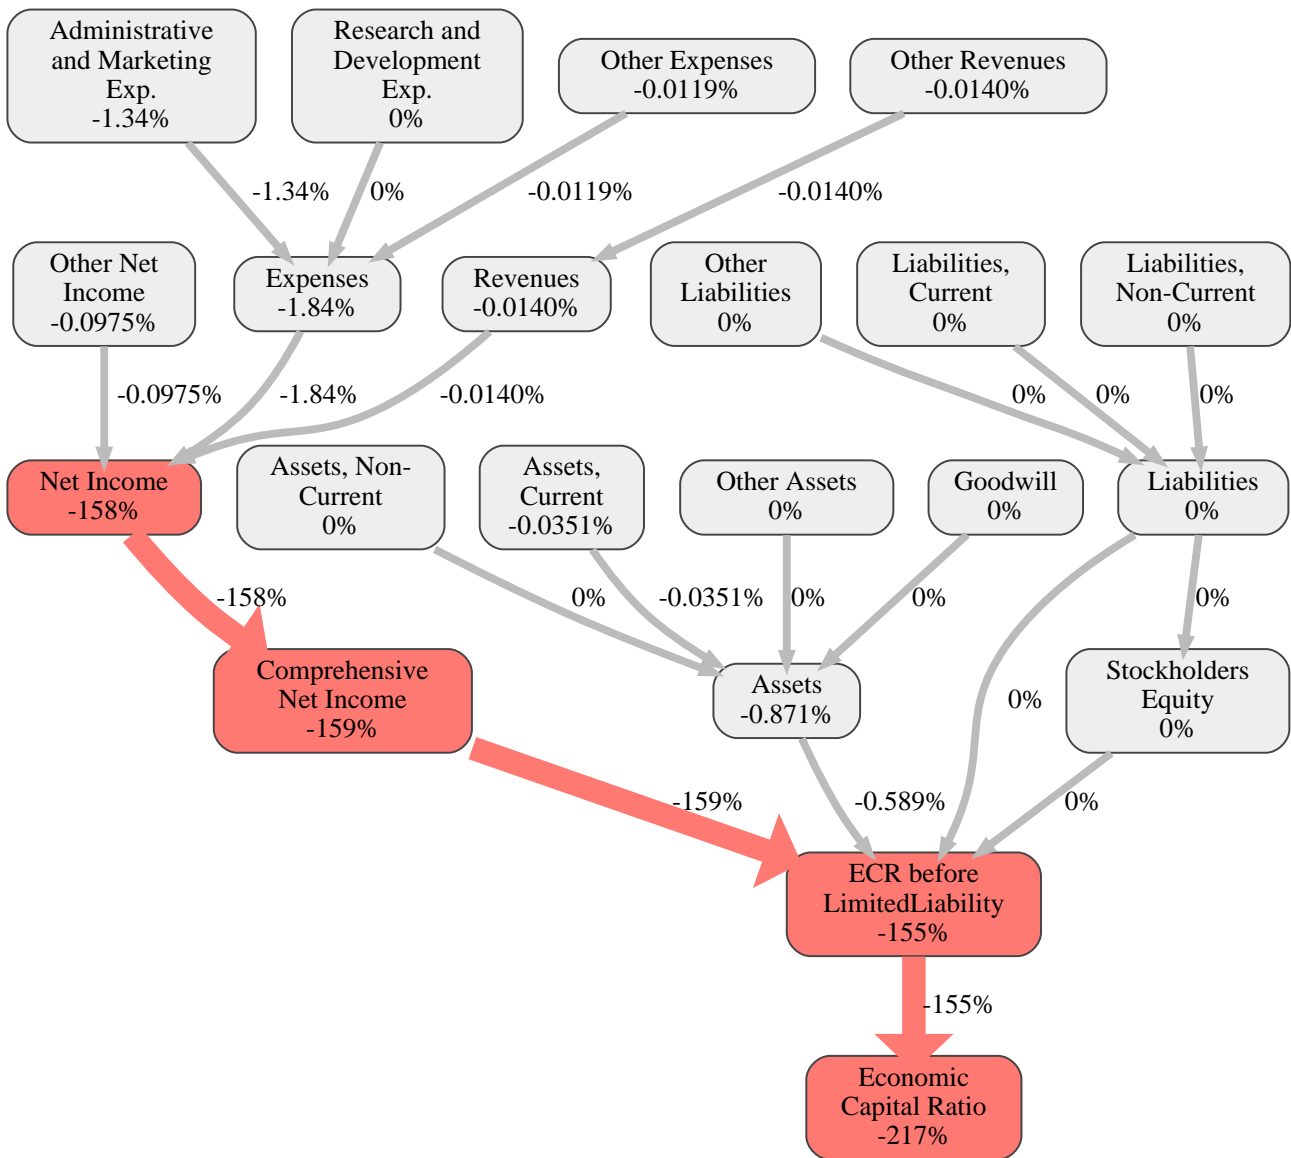 Administrative
and Marketing
Exp.
-1.34%
Research and
Development
Exp.
0%
Other Expenses
-0.0119%
Other Revenues
-0.0140%
-1.34%
0%
-0.0119%
-0.0140%
Other Net
Income
-0.0975%
Expenses
-1.84%
Revenues
-0.0140%
Other
Liabilities
0%
Liabilities,
Current
0%
Liabilities,
Non-Current
0%
-0.0975%
-1.84%
-0.0140%
0%
0%
0%
Net Income
-158%
Assets, Non-
Current
0%
Assets,
Current
-0.0351%
Other Assets
0%
Goodwill
0%
Liabilities
0%
-158%
0%
-0.0351%
0%
0%
0%
Comprehensive
Net Income
-159%
Assets
-0.871%
0%
Stockholders
Equity
0%
-159%
-0.589%
0%
ECR before
LimitedLiability
-155%
-155%
Economic
Capital Ratio
-217%